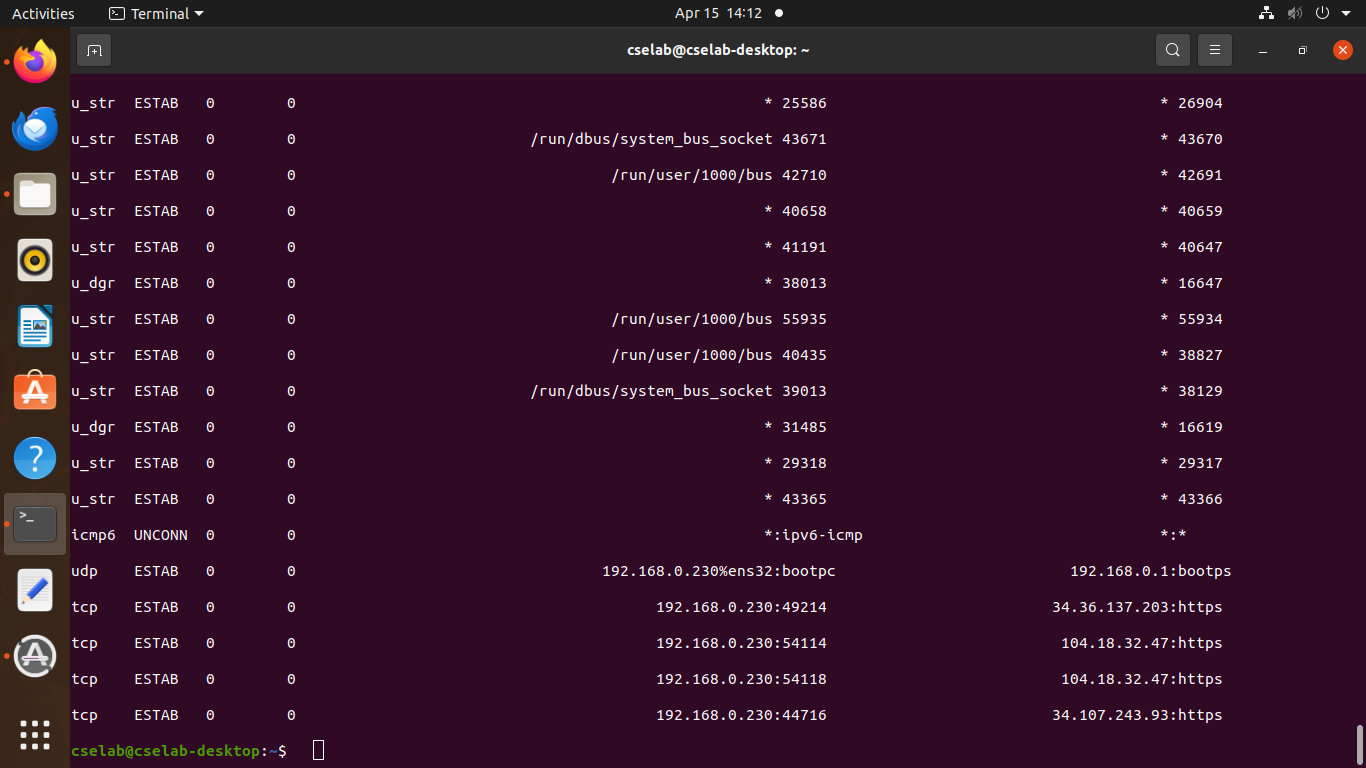 Activities Terminal Apr 15 14:12
cselab@cselab-desktop: ~
u_str ESTAB 0 0 * 25586 * 26904
u_str ESTAB 0 0 /run/dbus/system_bus_socket 43671 * 43670
u_str ESTAB 0 0 /run/user/1000/bus 42710 * 42691
u_str ESTAB 0 0 * 40658 * 40659
u_str ESTAB 0 0 * 41191 * 40647
u_dgr ESTAB 0 0 * 38013 * 16647
u_str ESTAB 0 0 /run/user/1000/bus 55935 * 55934
u_str ESTAB 0 0 /run/user/1000/bus 40435 * 38827
u_str ESTAB 0 0 /run/dbus/system_bus_socket 39013 * 38129
u_dgr ESTAB 0 0 * 31485 * 16619
u_str ESTAB 0 0 * 29318 * 29317
u_str ESTAB 0 0 * 43365 * 43366
icmp6 UNCONN 0 0 *:ipv6-icmp *:*
udp ESTAB 0 0 192.168.0.230%ens32:bootpc 192.168.0.1:bootps
tcp ESTAB 0 0 192.168.0.230:49214 34.36.137.203:https
tcp ESTAB 0 0 192.168.0.230:54114 104.18.32.47:https
tcp ESTAB 0 0 192.168.0.230:54118 104.18.32.47:https
tcp ESTAB 0 0 192.168.0.230:44716 34.107.243.93:https
cselab@cselab-desktop:~$